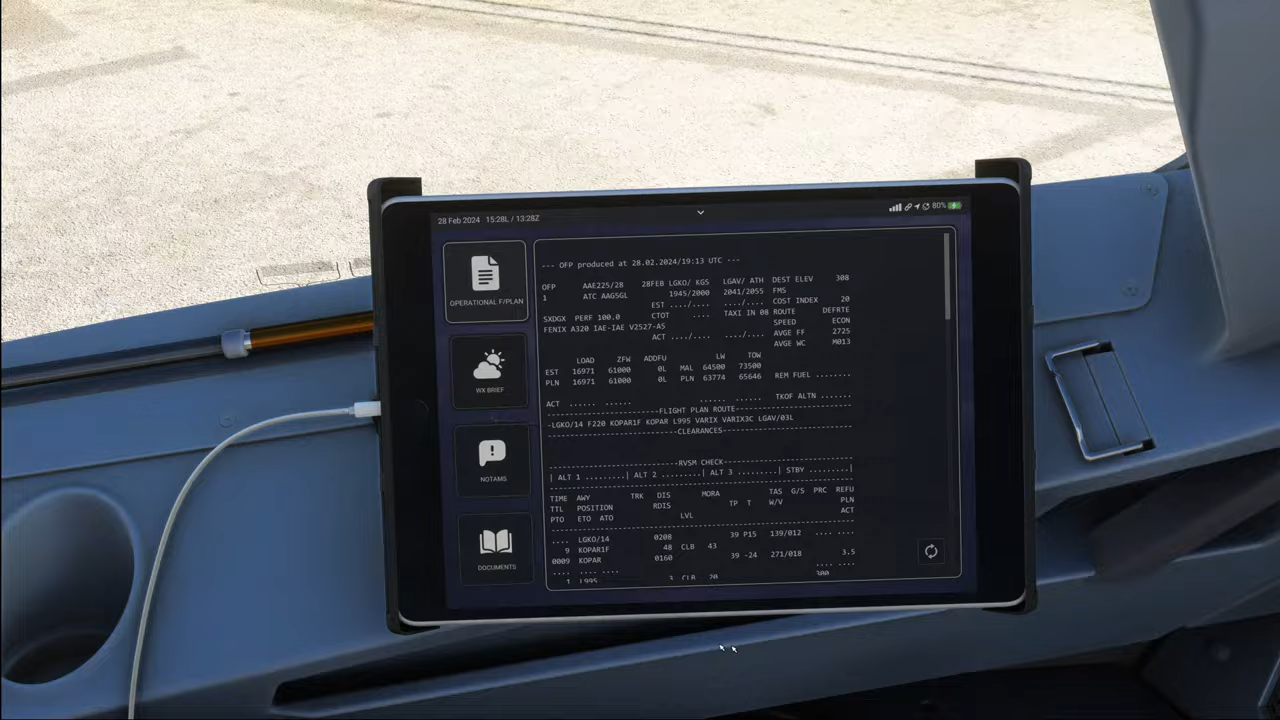 28 Feb 2024 15:28L / 13:28Z
80%
OPERATIONAL F/PLAN
WX BRIEF
NOTAMS
DOCUMENTS
--- OFP produced at 28.02.2024/19:13 UTC ---
OFP AAE225/28 28FEB LGKO/ KGS LGAV/ ATH DEST ELEV 308
1 ATC AAG5GL 1945/2000 2041/2055 FMS
EST ..../.... ..../.... COST INDEX 20
SXDGX PERF 100.0 CTOT .... TAXI IN 08 ROUTE DEFRTE
FENIX A320 IAE-IAE V2527-A5 SPEED ECON
ACT ..../.... ..../.... AVGE FF 2725
AVGE WC M013
LOAD ZFW ADDFU LW TOW
EST 16971 61000 0L MAL 64500 73500
PLN 16971 61000 0L PLN 63774 65646 REM FUEL ........
ACT ...... ...... ...... ...... TKOF ALTN .......
FLIGHT PLAN ROUTE
-LGKO/14 F220 KOPAR1F KOPAR L995 VARIX VARIX3C LGAV/03L
CLEARANCES
RVSM CHECK
| ALT 1 .........| ALT 2 .........| ALT 3 .........| STBY .........|
TIME AWY TRK DIS MORA TAS G/S PRC REFU
TTL POSITION RDIS TP T W/V PLN
PTO ETO ATO LVL ACT
.... LGKO/14 0208 39 P15 139/012 .... ....
9 KOPAR1F 48 CLB 43
0009 KOPAR 0160 39 -24 271/018 3.5
.... .... .... .... ....
1 L995 3 CLB 20 380